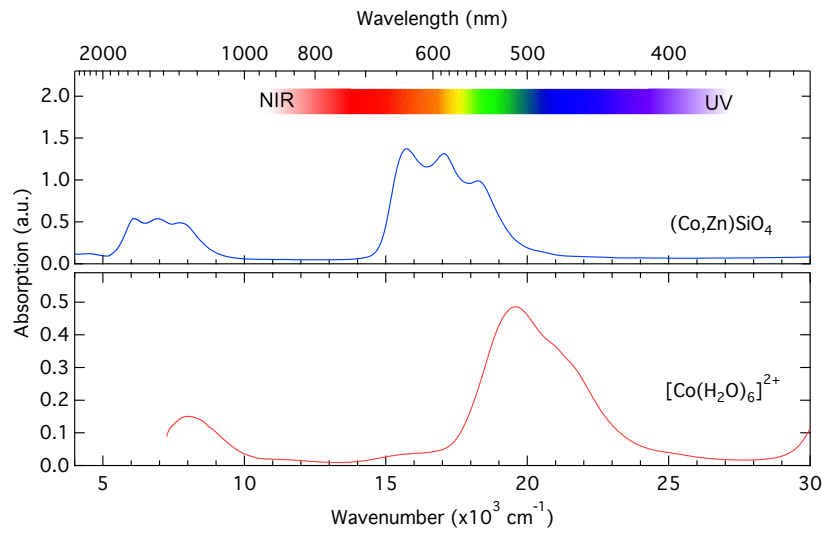 Wavelength (nm)
2000 1000 800 600 500 400
NIR UV
2.0
1.5
1.0
0.5
0.0
(Co,Zn)SiO₄
Absorption (a.u.)
0.5
0.4
0.3
0.2
0.1
0.0
[Co(H₂O)₆]²⁺
5 10 15 20 25 30
Wavenumber (x10³ cm⁻¹)